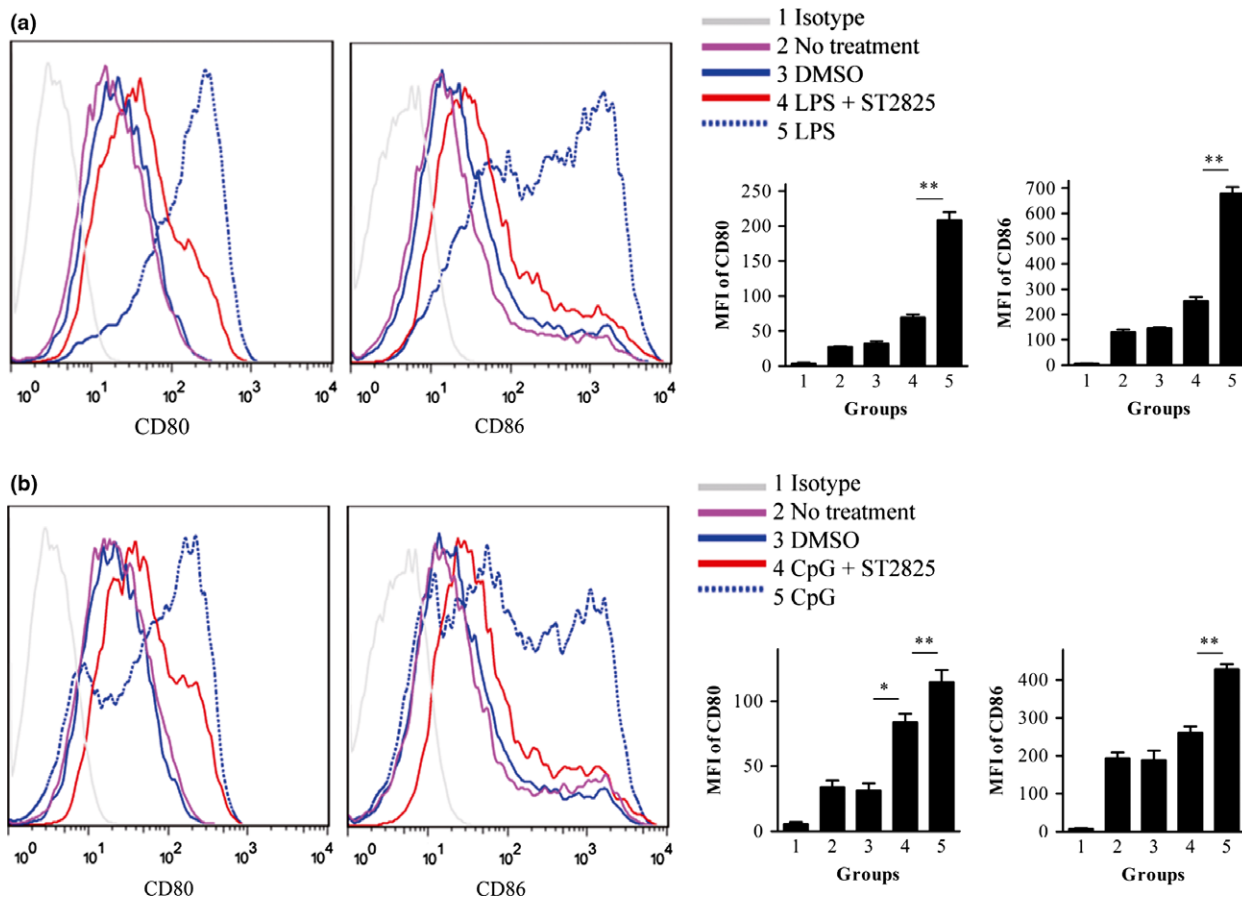 (a)
1 Isotype
2 No treatment
3 DMSO
4 LPS + ST2825
5 LPS
10^0 10^1 10^2 10^3 10^4
CD80
10^0 10^1 10^2 10^3 10^4
CD86
MFI of CD80
250
200
150
100
50
0
**
1 2 3 4 5
Groups
MFI of CD86
700
600
500
400
300
200
100
0
**
1 2 3 4 5
Groups
(b)
1 Isotype
2 No treatment
3 DMSO
4 CpG + ST2825
5 CpG
10^0 10^1 10^2 10^3 10^4
CD80
10^0 10^1 10^2 10^3 10^4
CD86
MFI of CD80
100
50
0
*
**
1 2 3 4 5
Groups
MFI of CD86
400
300
200
100
0
**
1 2 3 4 5
Groups